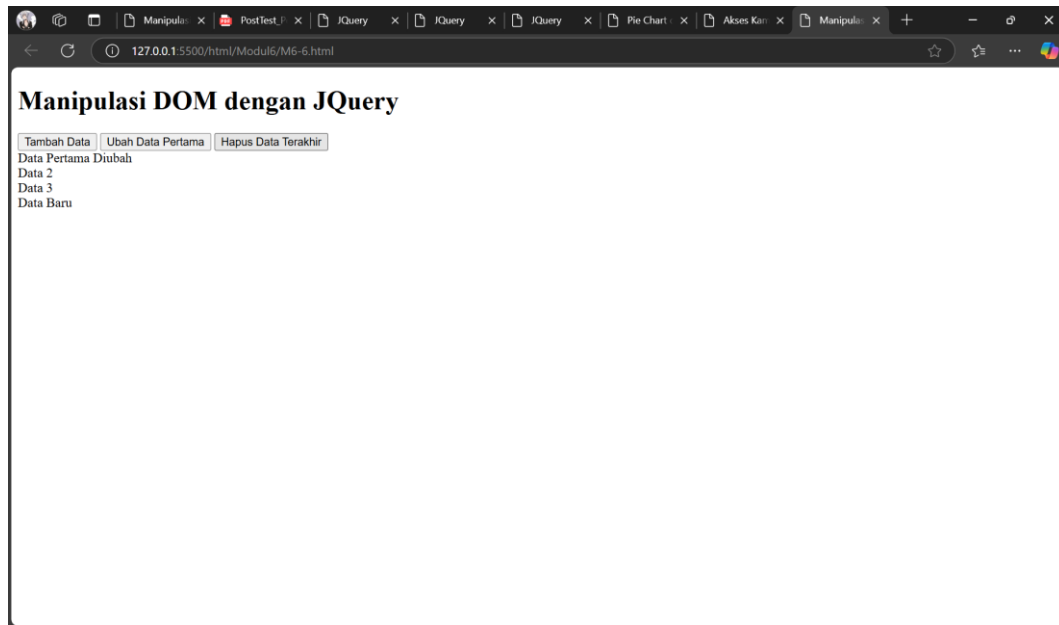 Manipulas
PostTest_P
JQuery
JQuery
JQuery
Pie Chart
Akses Kam
Manipulas
127.0.0.1:5500/html/Modul6/M6-6.html
Manipulasi DOM dengan JQuery
Tambah Data Ubah Data Pertama Hapus Data Terakhir
Data Pertama Diubah
Data 2
Data 3
Data Baru